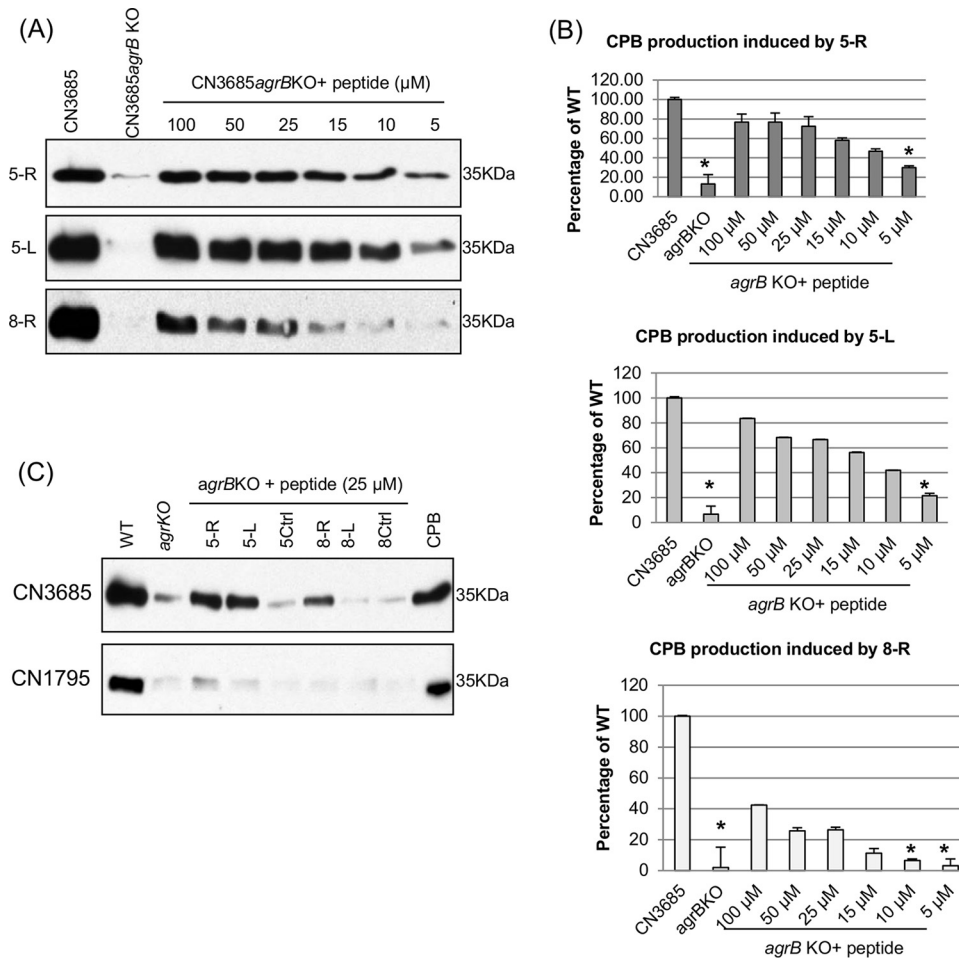 (A)
CN3685
CN3685agrB KO
CN3685agrBKO+ peptide (µM)
100 50 25 15 10 5
5-R 35KDa
5-L 35KDa
8-R 35KDa
(B)
CPB production induced by 5-R
Percentage of WT
120.00
100.00
80.00
60.00
40.00
20.00
0.00
* *
CN3685 agrBKO 100 µM 50 µM 25 µM 15 µM 10 µM 5 µM
agrB KO+ peptide
CPB production induced by 5-L
Percentage of WT
120
100
80
60
40
20
0
* *
CN3685 agrBKO 100 µM 50 µM 25 µM 15 µM 10 µM 5 µM
agrB KO+ peptide
(C)
agrBKO + peptide (25 µM)
WT agrKO 5-R 5-L 5Ctrl 8-R 8-L 8Ctrl CPB
CN3685 35KDa
CN1795 35KDa
CPB production induced by 8-R
Percentage of WT
120
100
80
60
40
20
0
* * *
CN3685 agrBKO 100 µM 50 µM 25 µM 15 µM 10 µM 5 µM
agrB KO+ peptide